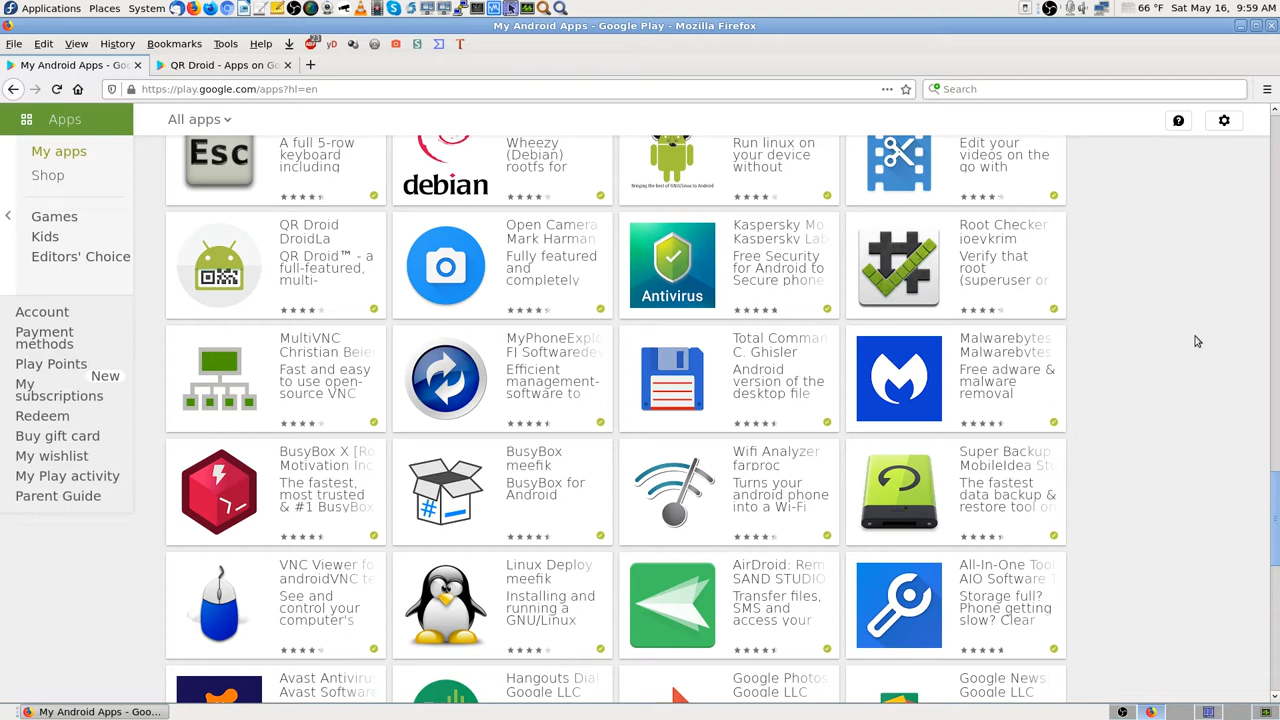 Applications Places System 66 °F Sat May 16, 9:59 AM
My Android Apps - Google Play - Mozilla Firefox
File Edit View History Bookmarks Tools Help 23 yD S Σ T
My Android Apps - Goo QR Droid - Apps on G
https://play.google.com/apps?hl=en Search
Apps All apps
My apps
Shop
Games
Kids
Editors' Choice
Account
Payment
methods
Play Points
New
My
subscriptions
Redeem
Buy gift card
My wishlist
My Play activity
Parent Guide
Esc
A full 5-row
keyboard
including
debian
Wheezy
(Debian)
rootfs for
Run linux on
your device
without
Edit your
videos on the
go with
QR Droid
DroidLa
QR Droid™ - a
full-featured,
multi-
Open Camera
Mark Harman
Fully featured
and
completely
Antivirus
Kaspersky Mo
Kaspersky Lab
Free Security
for Android to
Secure phone
Root Checker
joeykrim
Verify that
root
(superuser or
MultiVNC
Christian Beier
Fast and easy
to use open-
source VNC
MyPhoneExplo
FJ Softwaredev
Efficient
management-
software to
Total Comman
C. Ghisler
Android
version of the
desktop file
Malwarebytes
Malwarebytes
Free adware &
malware
removal
BusyBox X [Ro
Motivation Inc
The fastest,
most trusted
& #1 BusyBox
BusyBox
meefik
BusyBox for
Android
Wifi Analyzer
farproc
Turns your
android phone
into a Wi-Fi
Super Backup
MobileIdea Stu
The fastest
data backup &
restore tool on
VNC Viewer for
androidVNC te
See and
control your
computer's
Linux Deploy
meefik
Installing and
running a
GNU/Linux
AirDroid: Rem
SAND STUDIO
Transfer files,
SMS and
access your
All-In-One Tool
AIO Software T
Storage full?
Phone getting
slow? Clear
Avast Antivirus
Avast Software
Hangouts Dial
Google LLC
Google Photos
Google LLC
Google News:
Google LLC
My Android Apps - Goo...